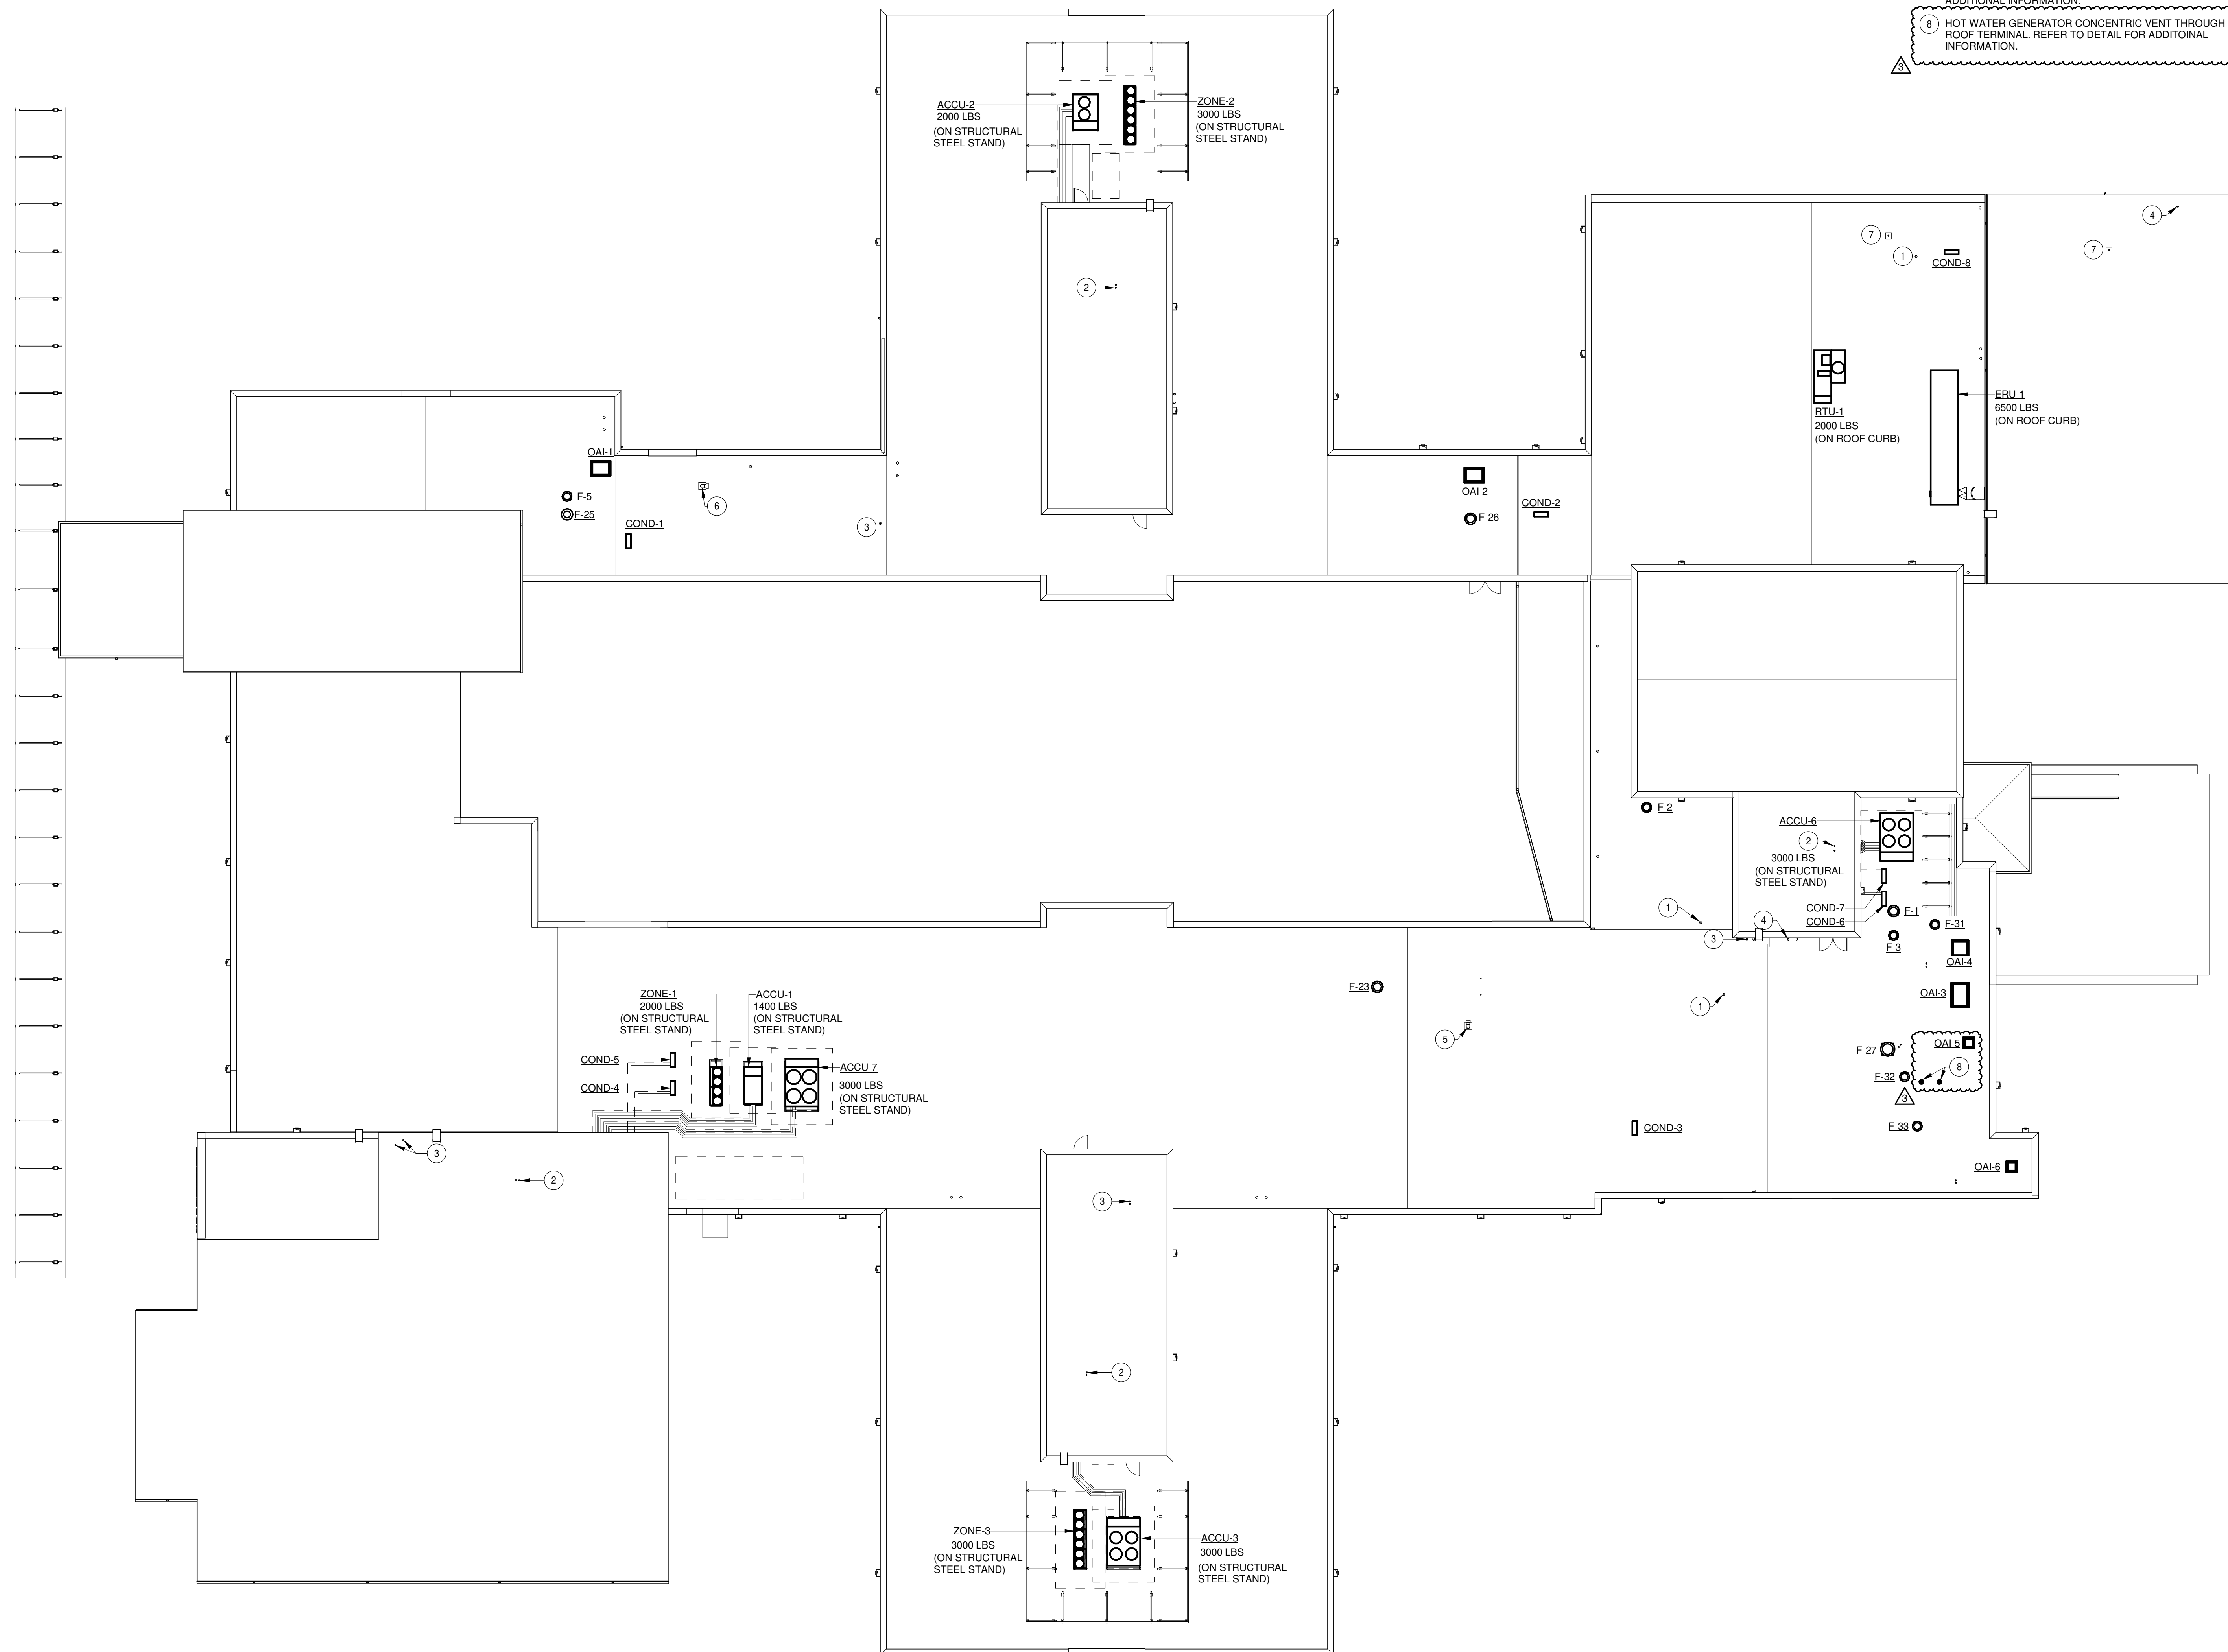 ADDITIONAL INFORMATION.
8 HOT WATER GENERATOR CONCENTRIC VENT THROUGH
ROOF TERMINAL. REFER TO DETAIL FOR ADDITOINAL
INFORMATION.
3
ACCU-2
2000 LBS
(ON STRUCTURAL
STEEL STAND)
ZONE-2
3000 LBS
(ON STRUCTURAL
STEEL STAND)
4
7
7
1
COND-8
2
RTU-1
2000 LBS
(ON ROOF CURB)
ERU-1
6500 LBS
(ON ROOF CURB)
OAI-1
F-5
F-25
COND-1
6
3
OAI-2
F-26
COND-2
F-2
ACCU-6
2
3000 LBS
(ON STRUCTURAL
STEEL STAND)
COND-7
COND-6
1
4
3
F-1
F-31
F-3
OAI-4
OAI-3
ZONE-1
2000 LBS
(ON STRUCTURAL
STEEL STAND)
ACCU-1
1400 LBS
(ON STRUCTURAL
STEEL STAND)
F-23
1
5
COND-5
COND-4
ACCU-7
3000 LBS
(ON STRUCTURAL
STEEL STAND)
F-27
OAI-5
8
F-32
3
F-33
COND-3
OAI-6
3
2
3
2
ZONE-3
3000 LBS
(ON STRUCTURAL
STEEL STAND)
ACCU-3
3000 LBS
(ON STRUCTURAL
STEEL STAND)